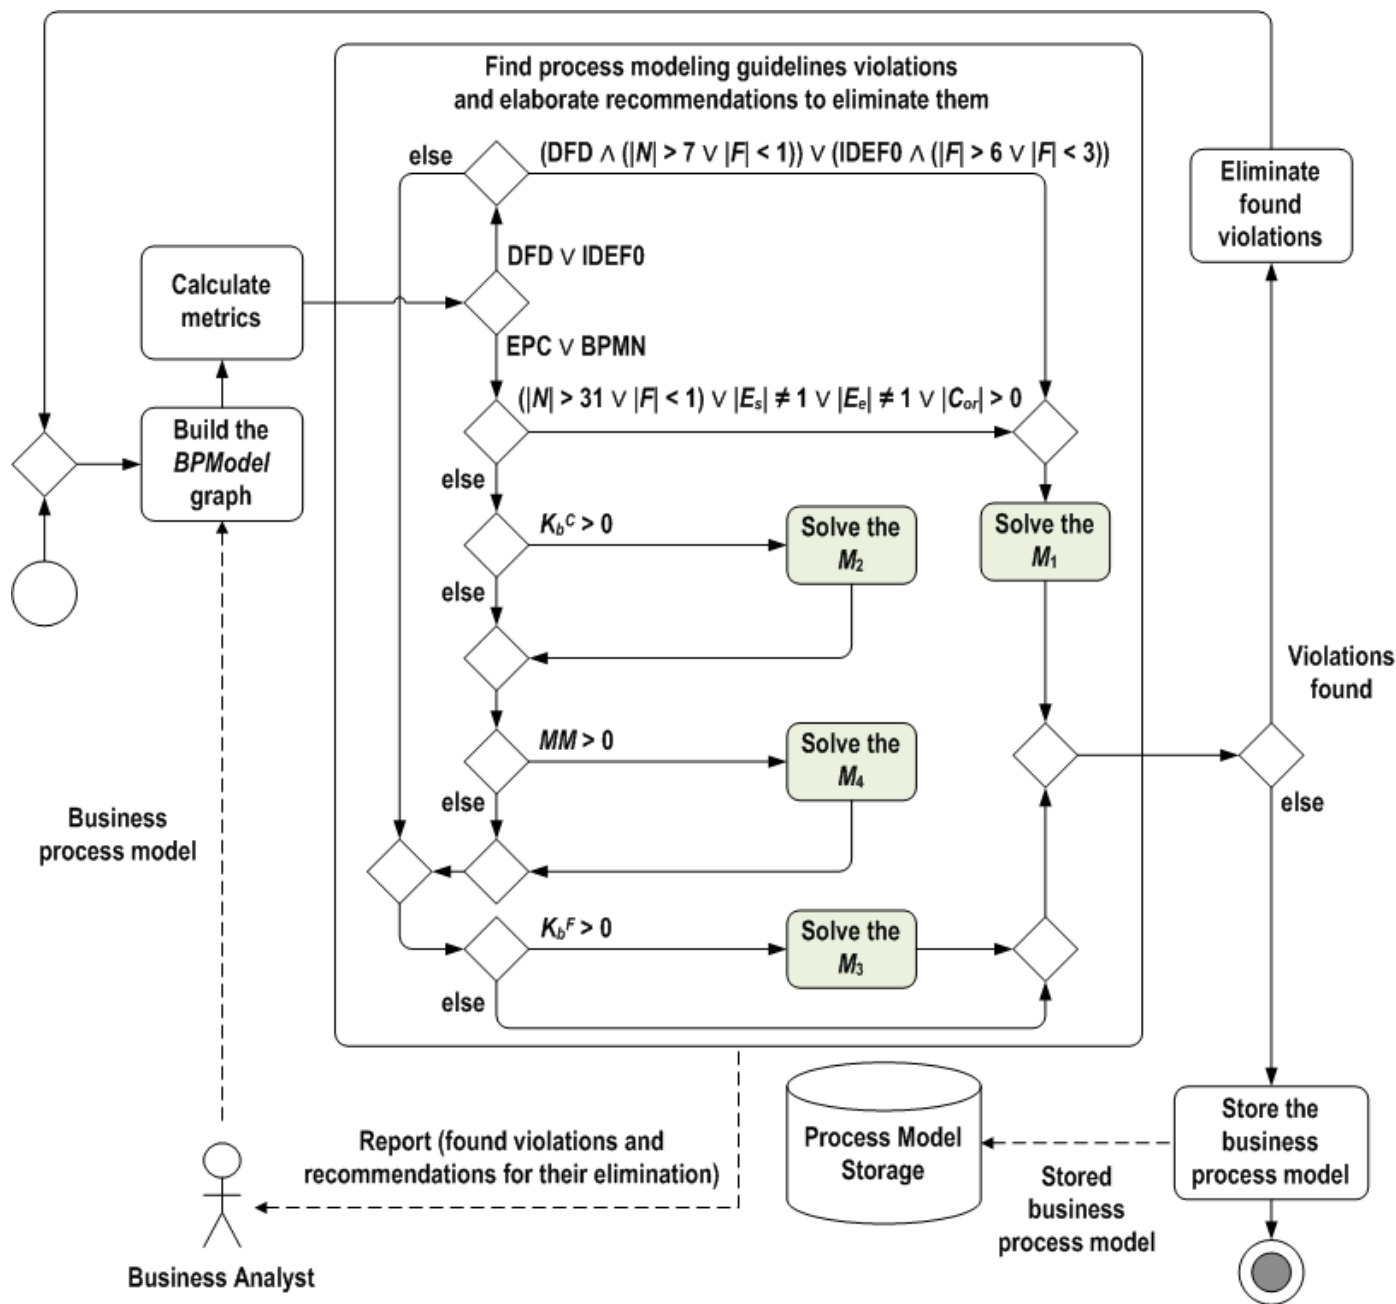 Find process modeling guidelines violations
and elaborate recommendations to eliminate them
else
(DFD ∧ (|N| > 7 ∨ |F| < 1)) ∨ (IDEF0 ∧ (|F| > 6 ∨ |F| < 3))
Eliminate
found
violations
DFD ∨ IDEF0
Calculate
metrics
EPC ∨ BPMN
(|N| > 31 ∨ |F| < 1) ∨ |Es| ≠ 1 ∨ |Ee| ≠ 1 ∨ |Cor| > 0
Build the
BPModel
graph
else
KbC > 0
Solve the
M2
Solve the
M1
else
Violations
found
MM > 0
Solve the
M4
else
else
Business
process model
KbF > 0
Solve the
M3
else
Store the
business
process model
Process Model
Storage
Report (found violations and
recommendations for their elimination)
Stored
business
process model
Business Analyst